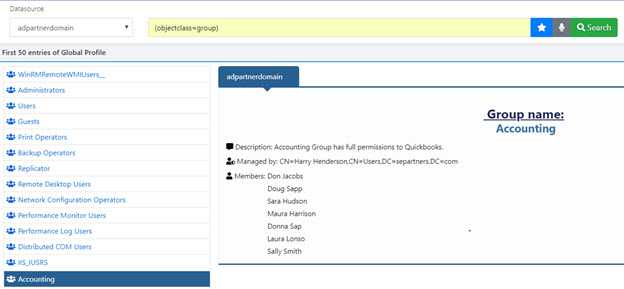 Datasource
adpartnerdomain
(objectclass=group)
Search
First 50 entries of Global Profile
WinRMRemoteWMIUsers__
Administrators
Users
Guests
Print Operators
Backup Operators
Replicator
Remote Desktop Users
Network Configuration Operators
Performance Monitor Users
Performance Log Users
Distributed COM Users
IIS_IUSRS
Accounting
adpartnerdomain
Group name:
Accounting
Description: Accounting Group has full permissions to Quickbooks.
Managed by: CN=Harry Henderson,CN=Users,DC=separtners,DC=com
Members: Don Jacobs
Doug Sapp
Sara Hudson
Maura Harrison
Donna Sap
Laura Lonso
Sally Smith